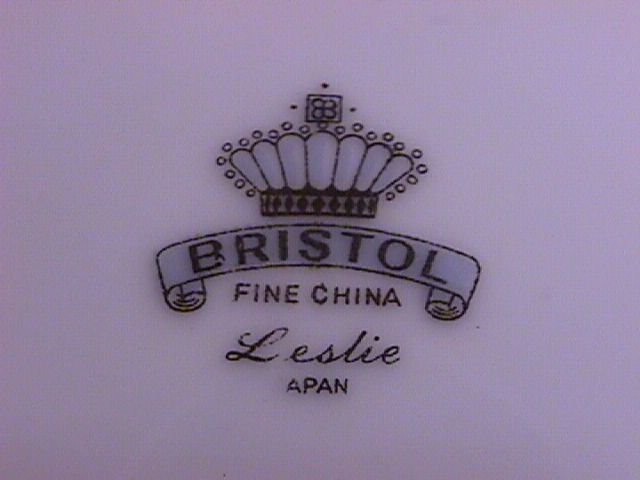 BRISTOL
FINE CHINA
Leslie
APAN